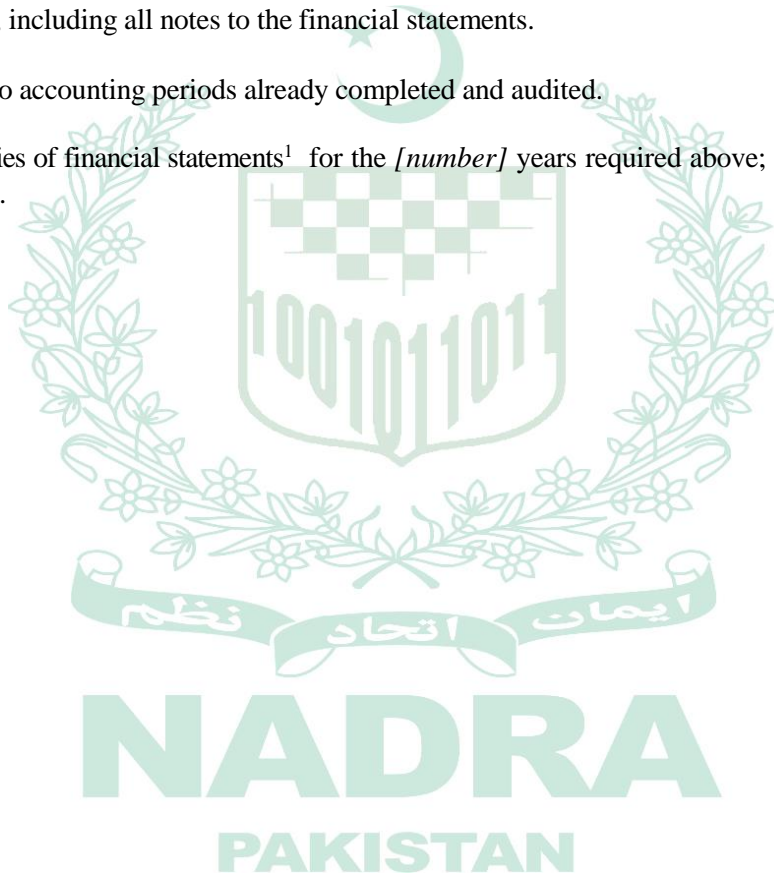 , including all notes to the financial statements.
o accounting periods already completed and audited.
ies of financial statements1 for the [number] years required above;
.
1001011011
ایمان اتحاد نظم
NADRA
PAKISTAN